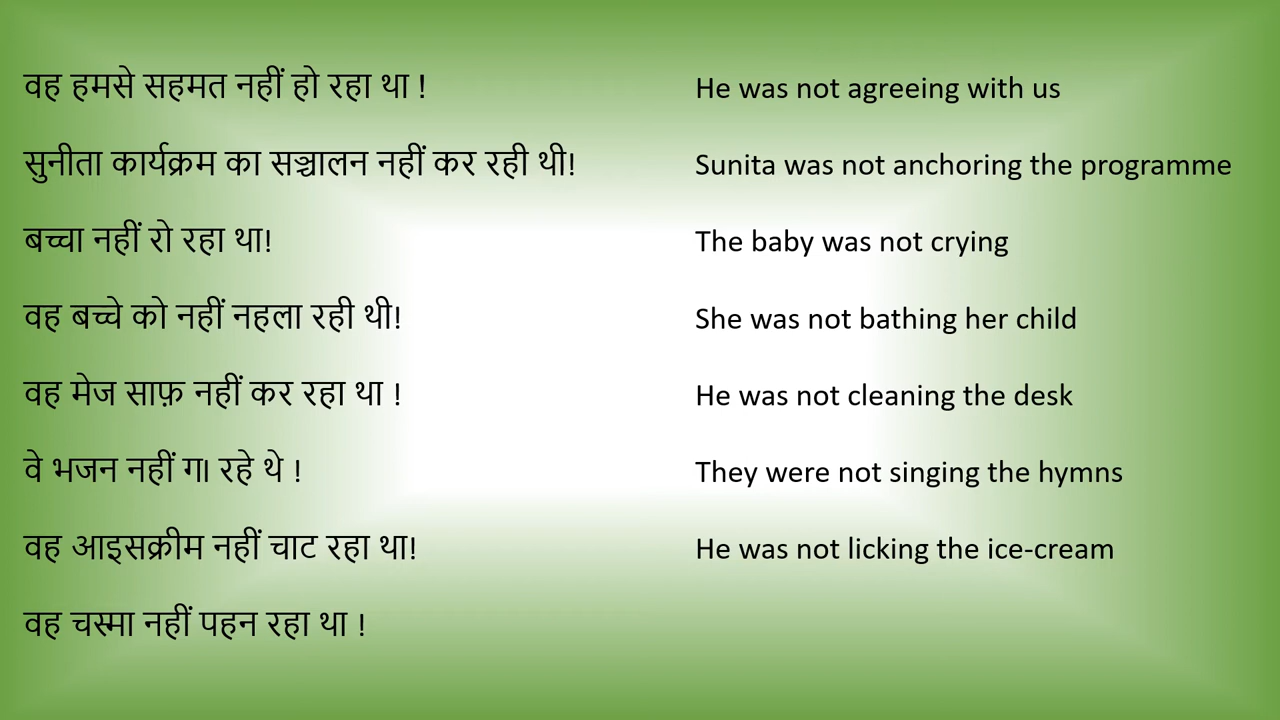 वह हमसे सहमत नहीं हो रहा था ! He was not agreeing with us
सुनीता कार्यक्रम का सञ्चालन नहीं कर रही थी! Sunita was not anchoring the programme
बच्चा नहीं रो रहा था! The baby was not crying
वह बच्चे को नहीं नहला रही थी! She was not bathing her child
वह मेज साफ़ नहीं कर रहा था ! He was not cleaning the desk
वे भजन नहीं गा रहे थे ! They were not singing the hymns
वह आइसक्रीम नहीं चाट रहा था! He was not licking the ice-cream
वह चस्मा नहीं पहन रहा था !